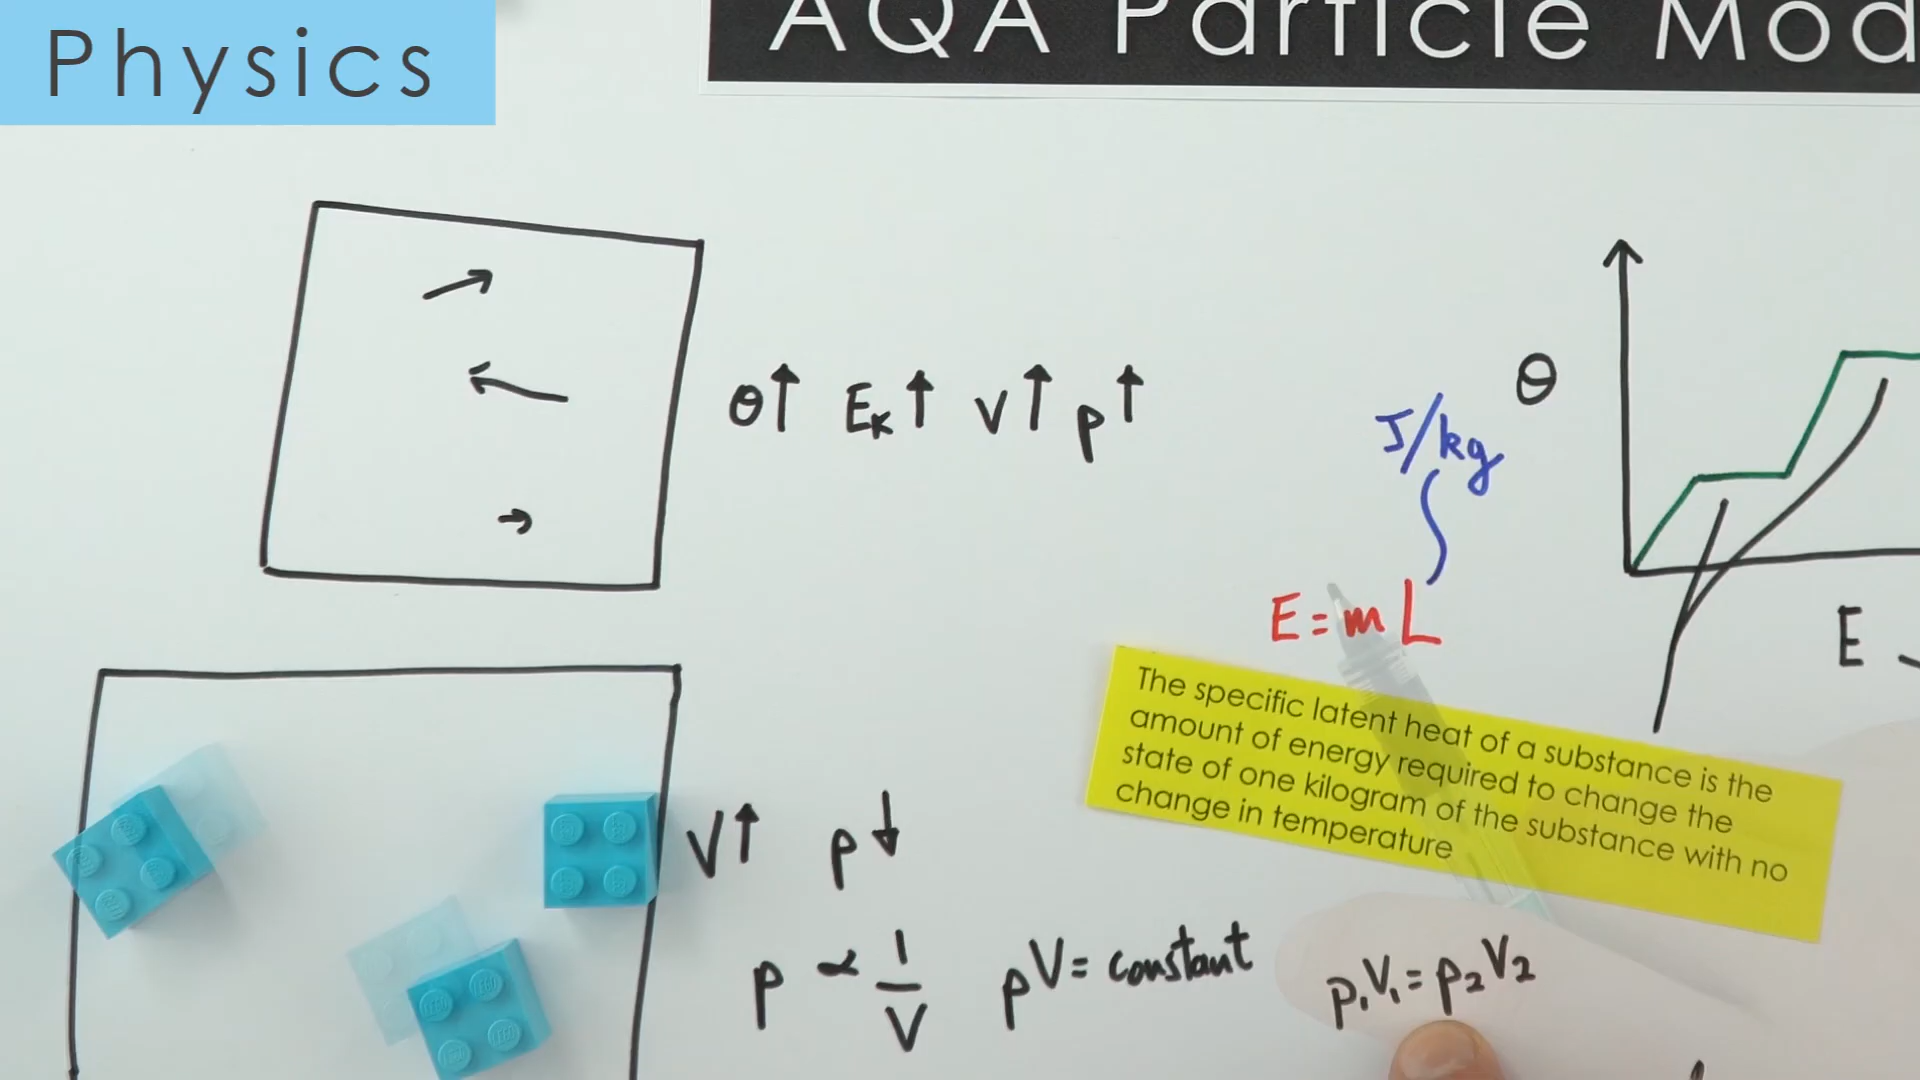 Physics
AQA Particle Mod
θ↑ Eₖ↑ v↑ p↑
J/kg
θ
E = m L
E
The specific latent heat of a substance is the
amount of energy required to change the
state of one kilogram of the substance with no
change in temperature
V↑ p↓
p ∝ 1/V pV = constant p₁V₁ = p₂V₂